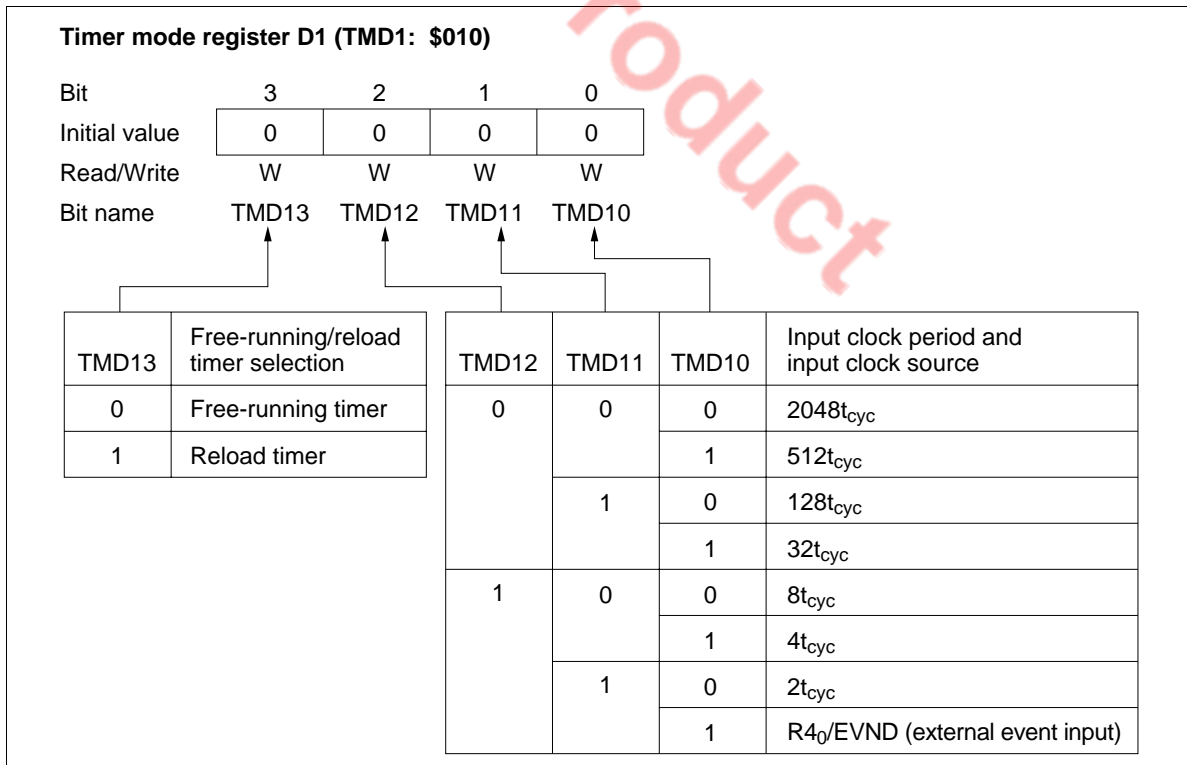 Timer mode register D1 (TMD1: $010)
Bit 3 2 1 0
Initial value 0 0 0 0
Read/Write W W W W
Bit name TMD13 TMD12 TMD11 TMD10
TMD13 Free-running/reload timer selection
0 Free-running timer
1 Reload timer
TMD12 TMD11 TMD10 Input clock period and input clock source
0 0 0 2048tcyc
1 512tcyc
1 0 128tcyc
1 32tcyc
1 0 0 8tcyc
1 4tcyc
1 0 2tcyc
1 R40/EVND (external event input)
roduct